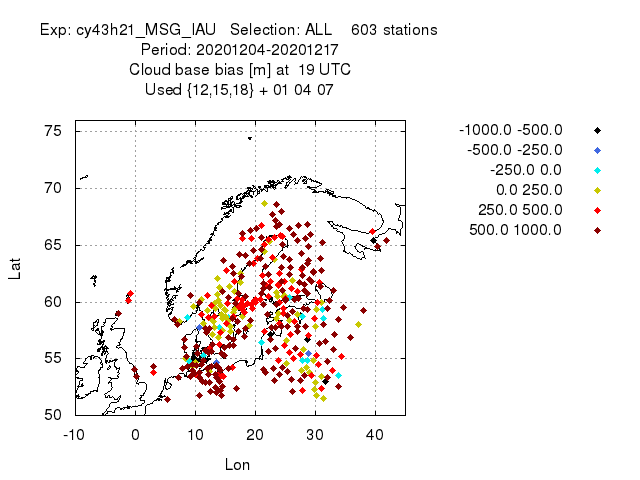 Exp: cy43h21_MSG_IAU   Selection: ALL    603 stations
Period: 20201204-20201217
Cloud base bias [m] at  19 UTC
Used {12,15,18} + 01 04 07
-1000.0 -500.0
-500.0 -250.0
-250.0 0.0
0.0 250.0
250.0 500.0
500.0 1000.0
75
70
65
60
55
50
Lat
-10 0 10 20 30 40
Lon